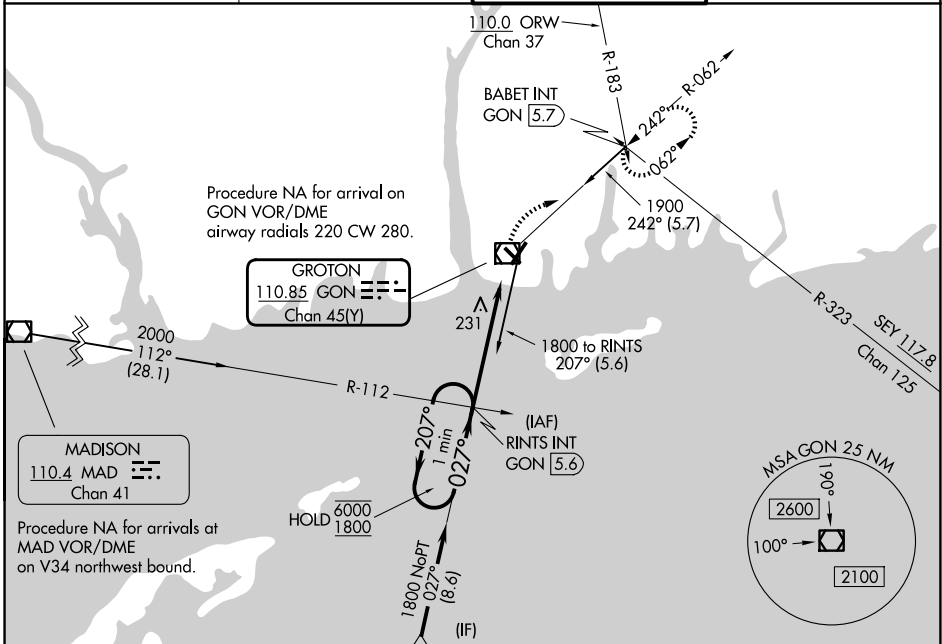 110.0 ORW
Chan 37
R-183
R-062
BABET INT
GON 5.7
242°
062°
Procedure NA for arrival on
GON VOR/DME
airway radials 220 CW 280.
1900
242° (5.7)
GROTON
110.85 GON
Chan 45(Y)
231
R-323
SEY 117.8
Chan 125
2000
112°
(28.1)
1800 to RINTS
207° (5.6)
R-112
(IAF)
RINTS INT
GON 5.6
207°
1 min
027°
MADISON
110.4 MAD
Chan 41
HOLD 6000
1800
Procedure NA for arrivals at
MAD VOR/DME
on V34 northwest bound.
MSA GON 25 NM
190°
2600
100°
2100
1800 NoPT
027°
(8.6)
(IF)